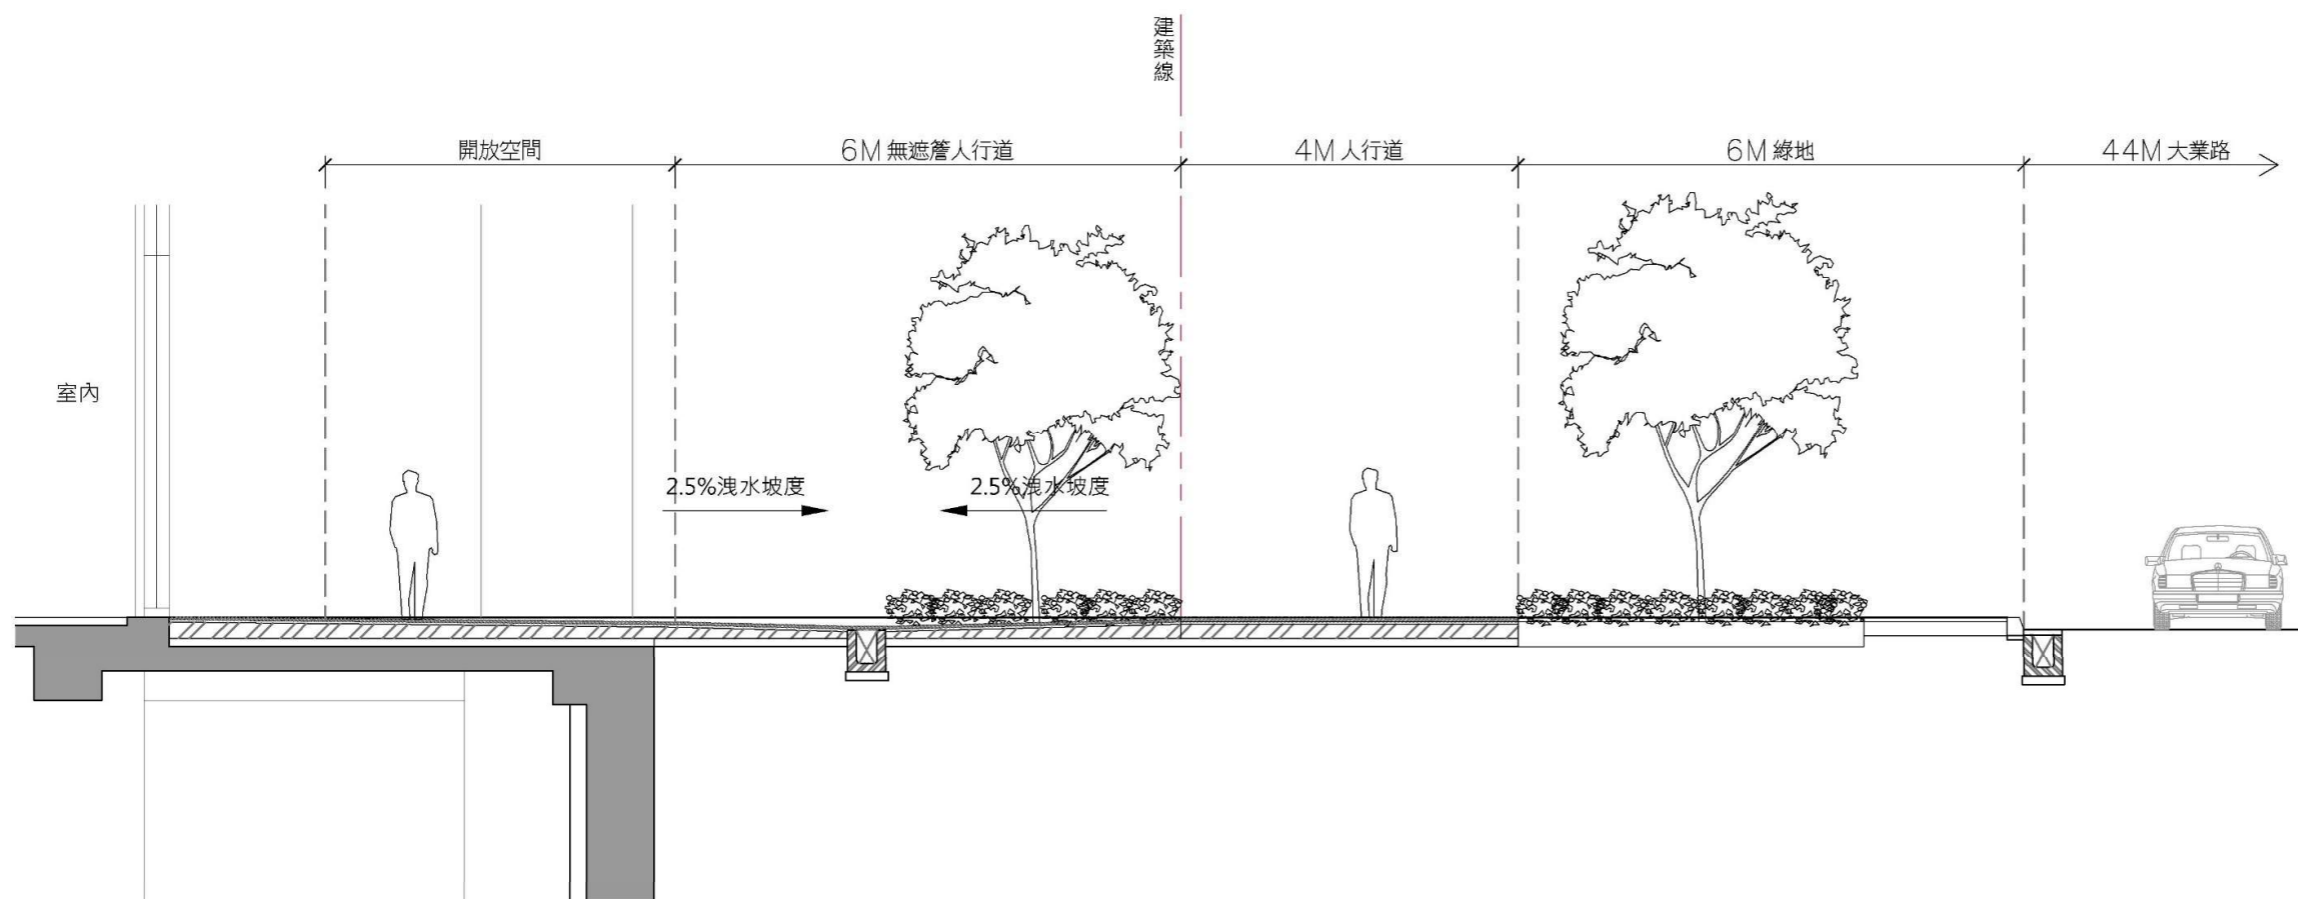 建築線
開放空間
6M 無遮簷人行道
4M 人行道
6M 綠地
44M 大業路
室內
2.5%洩水坡度
2.5%洩水坡度